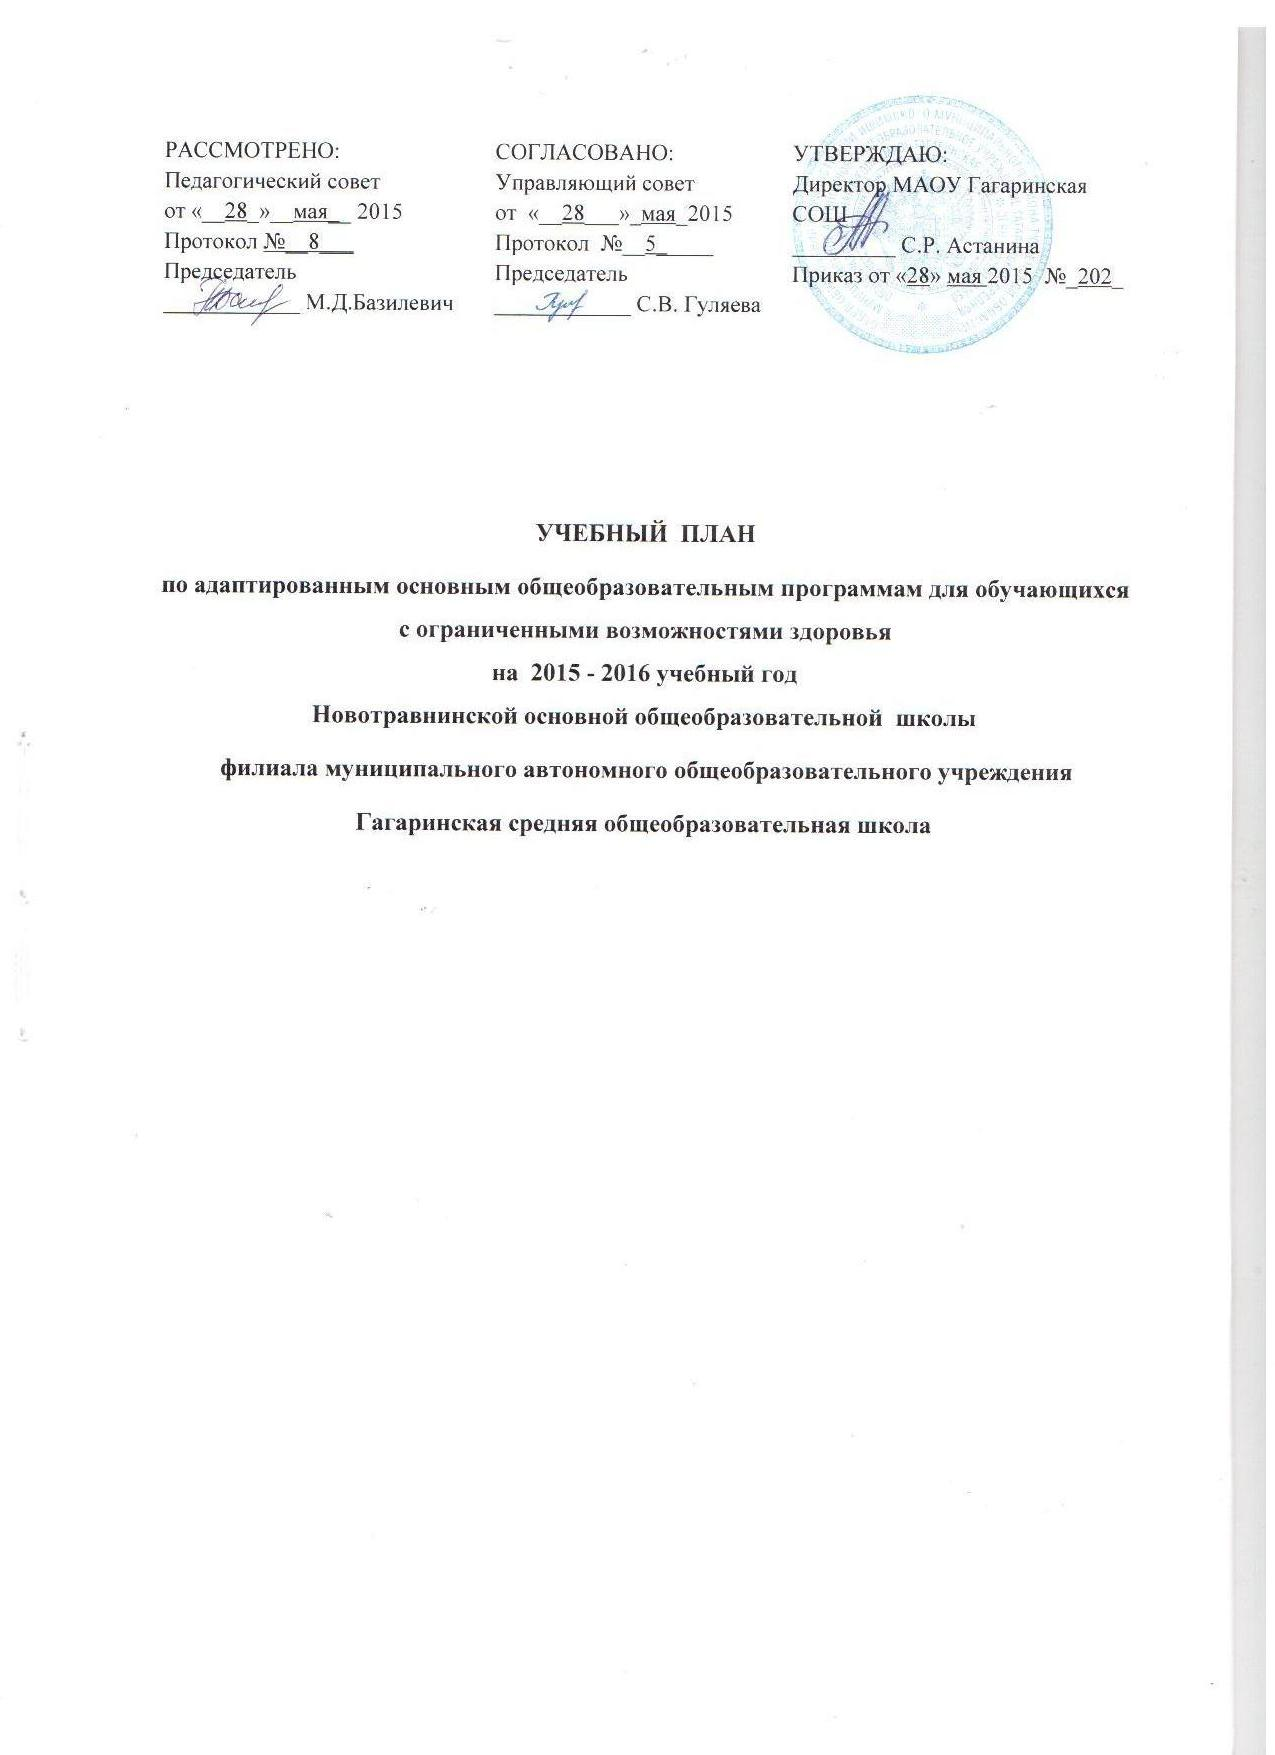 РАССМОТРЕНО:
Педагогический совет
от «__28_»__мая__ 2015
Протокол №__8___
Председатель
____________ М.Д.Базилевич
СОГЛАСОВАНО:
Управляющий совет
от «__28___»_мая_2015
Протокол №__5_____
Председатель
____________ С.В. Гуляева
УТВЕРЖДАЮ:
Директор МАОУ Гагаринская
СОШ
_________ С.Р. Астанина
Приказ от «28» мая 2015 №_202_
УЧЕБНЫЙ ПЛАН
по адаптированным основным общеобразовательным программам для обучающихся
с ограниченными возможностями здоровья
на 2015 - 2016 учебный год
Новотравнинской основной общеобразовательной школы
филиала муниципального автономного общеобразовательного учреждения
Гагаринская средняя общеобразовательная школа